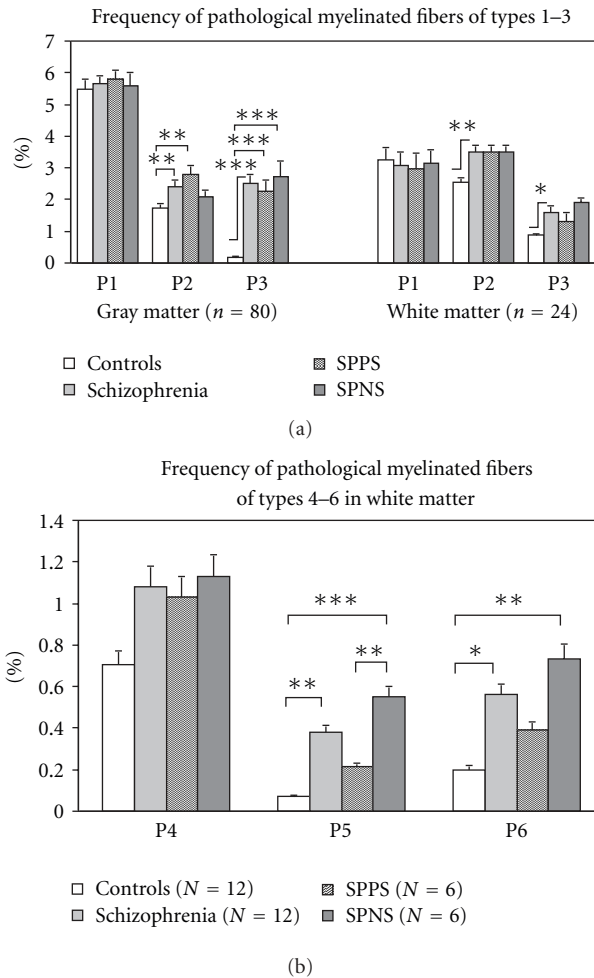 Frequency of pathological myelinated fibers of types 1–3
7
6
5
4
3
2
1
0
(%)
***
**
***
**
***
**
*
P1 P2 P3 P1 P2 P3
Gray matter (n = 80) White matter (n = 24)
Controls SPPS
Schizophrenia SPNS
(a)
Frequency of pathological myelinated fibers
of types 4–6 in white matter
1.4
1.2
1
0.8
0.6
0.4
0.2
0
(%)
*** **
** *
**
P4 P5 P6
Controls (N = 12) SPPS (N = 6)
Schizophrenia (N = 12) SPNS (N = 6)
(b)